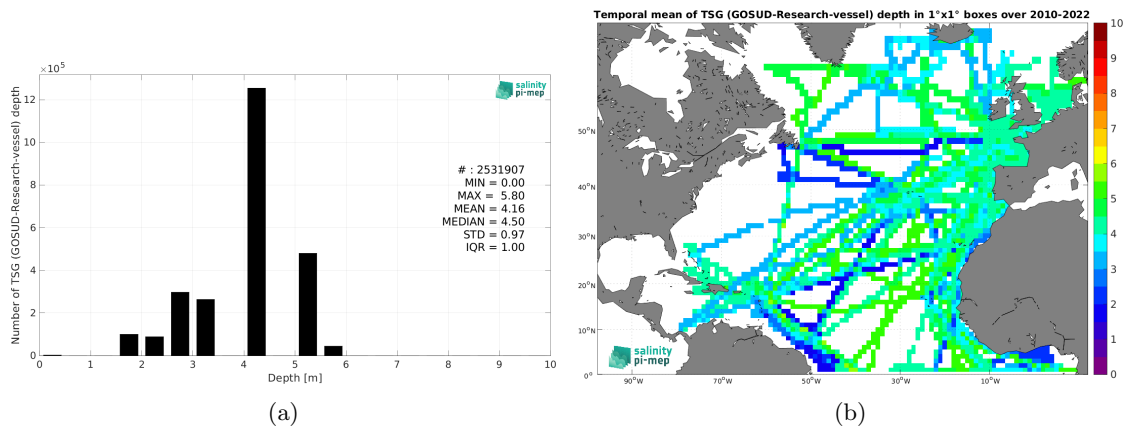 ×10⁵
12
10
8
6
4
2
0
Number of TSG (GOSUD-Research-vessel) depth
0 1 2 3 4 5 6 7 8 9 10
Depth [m]
salinity
pi-mep
# : 2531907
MIN = 0.00
MAX = 5.80
MEAN = 4.16
MEDIAN = 4.50
STD = 0.97
IQR = 1.00
(a)
Temporal mean of TSG (GOSUD-Research-vessel) depth in 1°x1° boxes over 2010-2022
50°N
40°N
30°N
20°N
10°N
0°
90°W 70°W 50°W 30°W 10°W
salinity
pi-mep
10
9
8
7
6
5
4
3
2
1
0
(b)